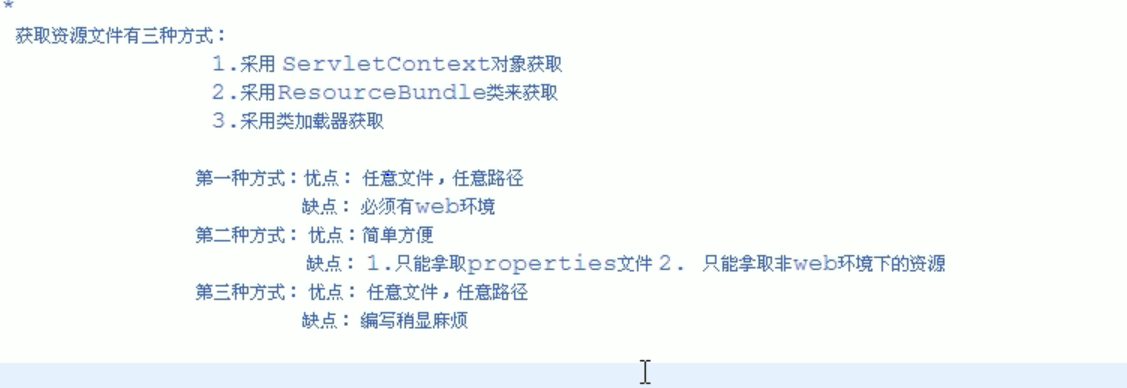 *
获取资源文件有三种方式：
1.采用 ServletContext对象获取
2.采用ResourceBundle类来获取
3.采用类加载器获取
第一种方式：优点： 任意文件，任意路径
缺点： 必须有web环境
第二种方式： 优点：简单方便
缺点： 1.只能拿取properties文件 2. 只能拿取非web环境下的资源
第三种方式： 优点： 任意文件，任意路径
缺点： 编写稍显麻烦